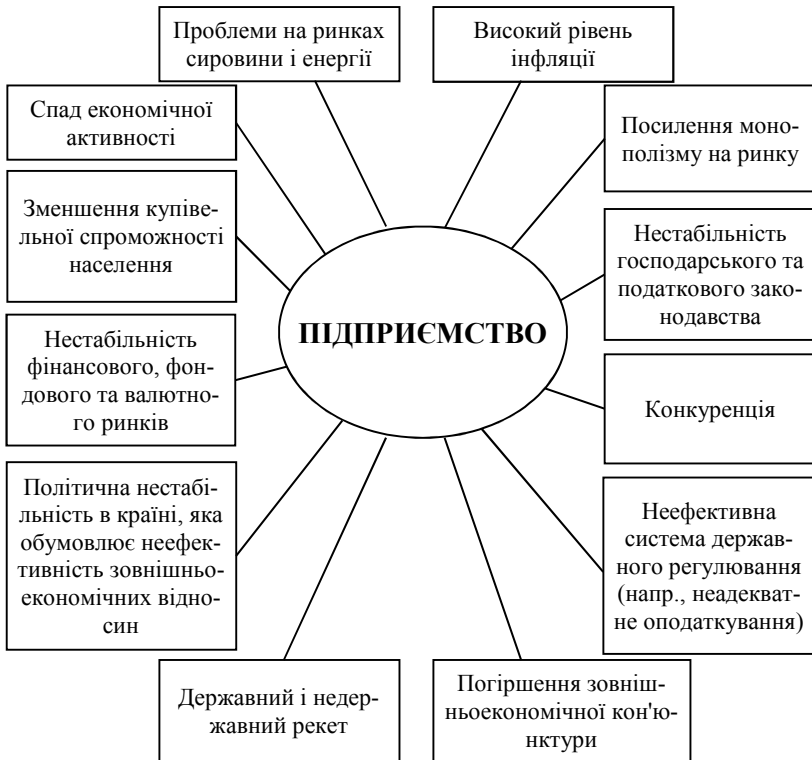 Проблеми на ринках
сировини і енергії
Високий рівень
інфляції
Спад економічної
активності
Посилення моно-
полізму на ринку
Зменшення купіве-
льної спроможності
населення
Нестабільність
господарського та
податкового зако-
нодавства
ПІДПРИЄМСТВО
Нестабільність
фінансового, фон-
дового та валютно-
го ринків
Конкуренція
Політична нестабі-
льність в країні, яка
обумовлює неефек-
тивність зовнішньо-
економічних відно-
син
Неефективна
система держав-
ного регулювання
(напр., неадекват-
не оподаткування)
Державний і недер-
жавний рекет
Погіршення зовніш-
ньоекономічної кон'ю-
нктури